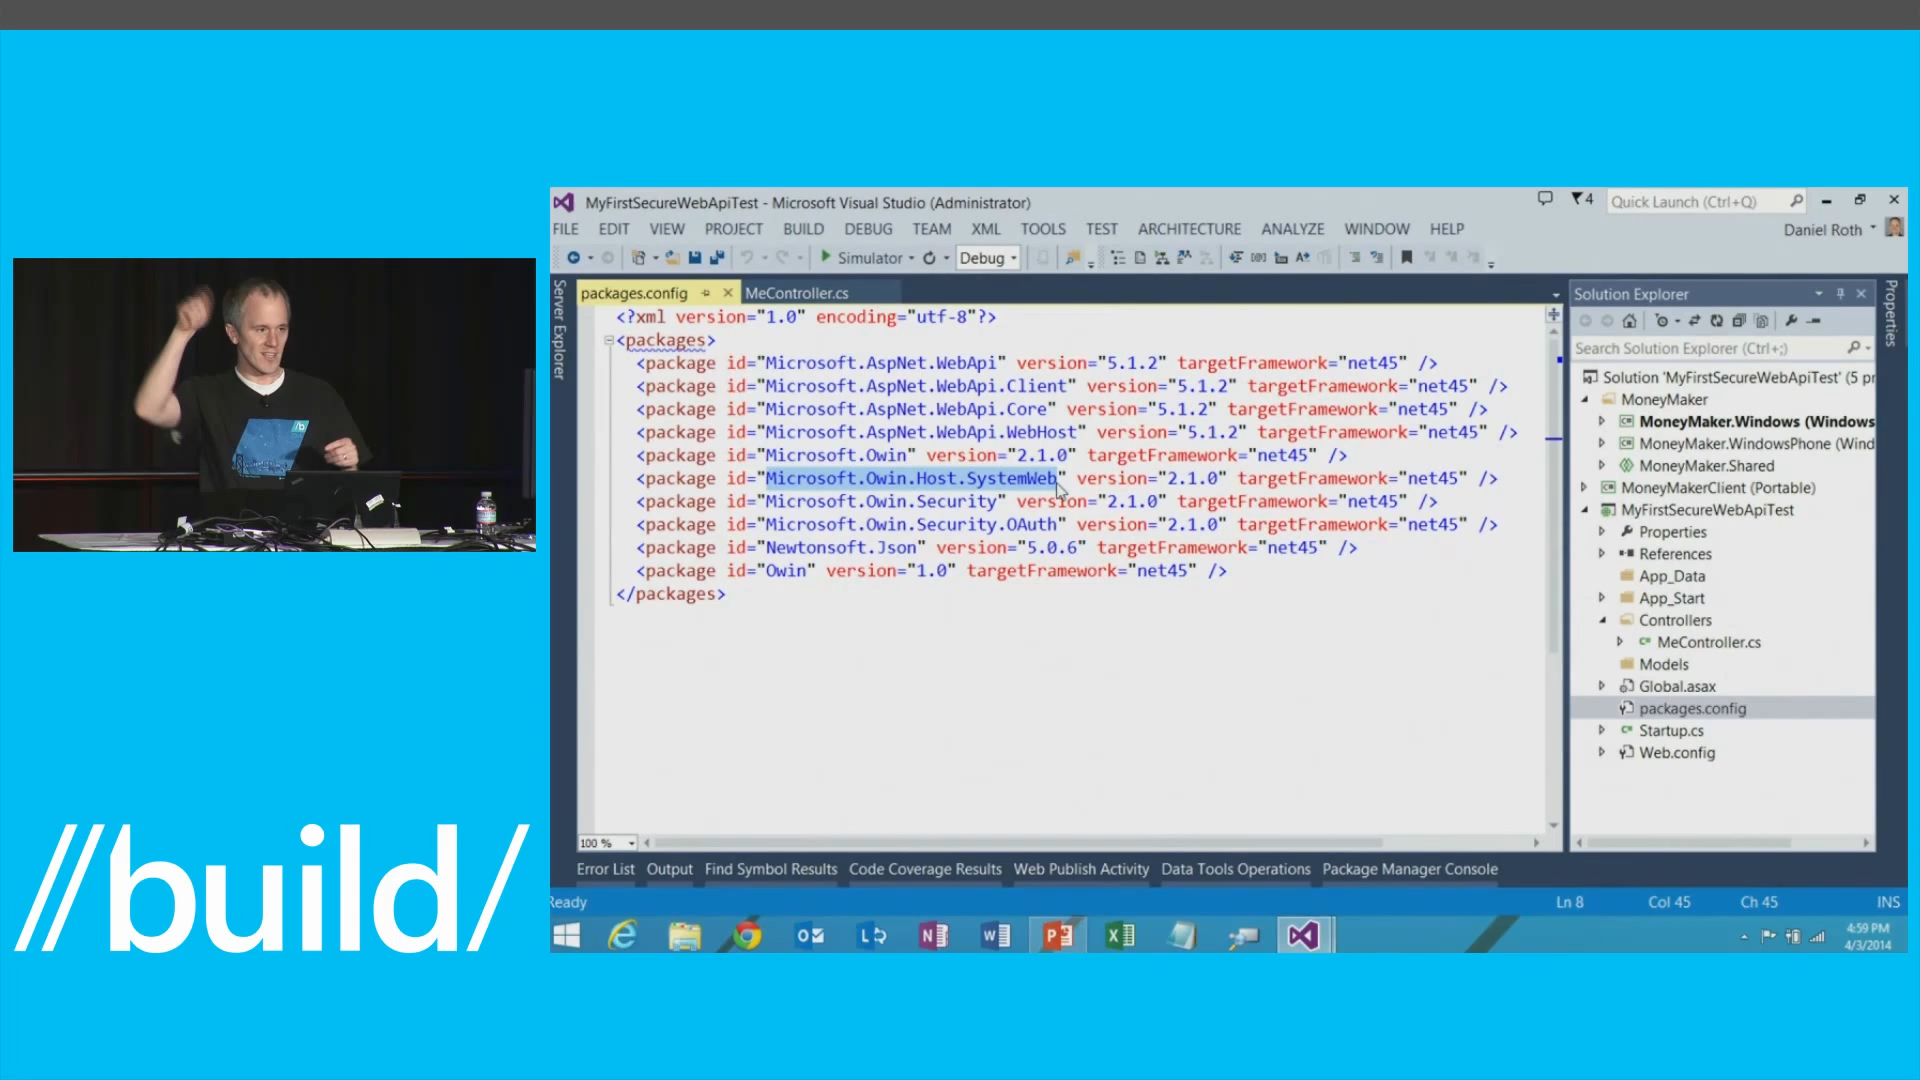 MyFirstSecureWebApiTest - Microsoft Visual Studio (Administrator)
4
Quick Launch (Ctrl+Q)
FILE EDIT VIEW PROJECT BUILD DEBUG TEAM XML TOOLS TEST ARCHITECTURE ANALYZE WINDOW HELP
Daniel Roth
Simulator
Debug
Server Explorer
packages.config
MeController.cs
<?xml version="1.0" encoding="utf-8"?>
<packages>
<package id="Microsoft.AspNet.WebApi" version="5.1.2" targetFramework="net45" />
<package id="Microsoft.AspNet.WebApi.Client" version="5.1.2" targetFramework="net45" />
<package id="Microsoft.AspNet.WebApi.Core" version="5.1.2" targetFramework="net45" />
<package id="Microsoft.AspNet.WebApi.WebHost" version="5.1.2" targetFramework="net45" />
<package id="Microsoft.Owin" version="2.1.0" targetFramework="net45" />
<package id="Microsoft.Owin.Host.SystemWeb" version="2.1.0" targetFramework="net45" />
<package id="Microsoft.Owin.Security" version="2.1.0" targetFramework="net45" />
<package id="Microsoft.Owin.Security.OAuth" version="2.1.0" targetFramework="net45" />
<package id="Newtonsoft.Json" version="5.0.6" targetFramework="net45" />
<package id="Owin" version="1.0" targetFramework="net45" />
</packages>
100 %
Solution Explorer
Search Solution Explorer (Ctrl+;)
Solution 'MyFirstSecureWebApiTest' (5 pr
MoneyMaker
MoneyMaker.Windows (Windows
MoneyMaker.WindowsPhone (Wind
MoneyMaker.Shared
MoneyMakerClient (Portable)
MyFirstSecureWebApiTest
Properties
References
App_Data
App_Start
Controllers
MeController.cs
Models
Global.asax
packages.config
Startup.cs
Web.config
Properties
Error List Output Find Symbol Results Code Coverage Results Web Publish Activity Data Tools Operations Package Manager Console
Ready
Ln 8 Col 45 Ch 45 INS
4:59 PM
4/3/2014
//build/